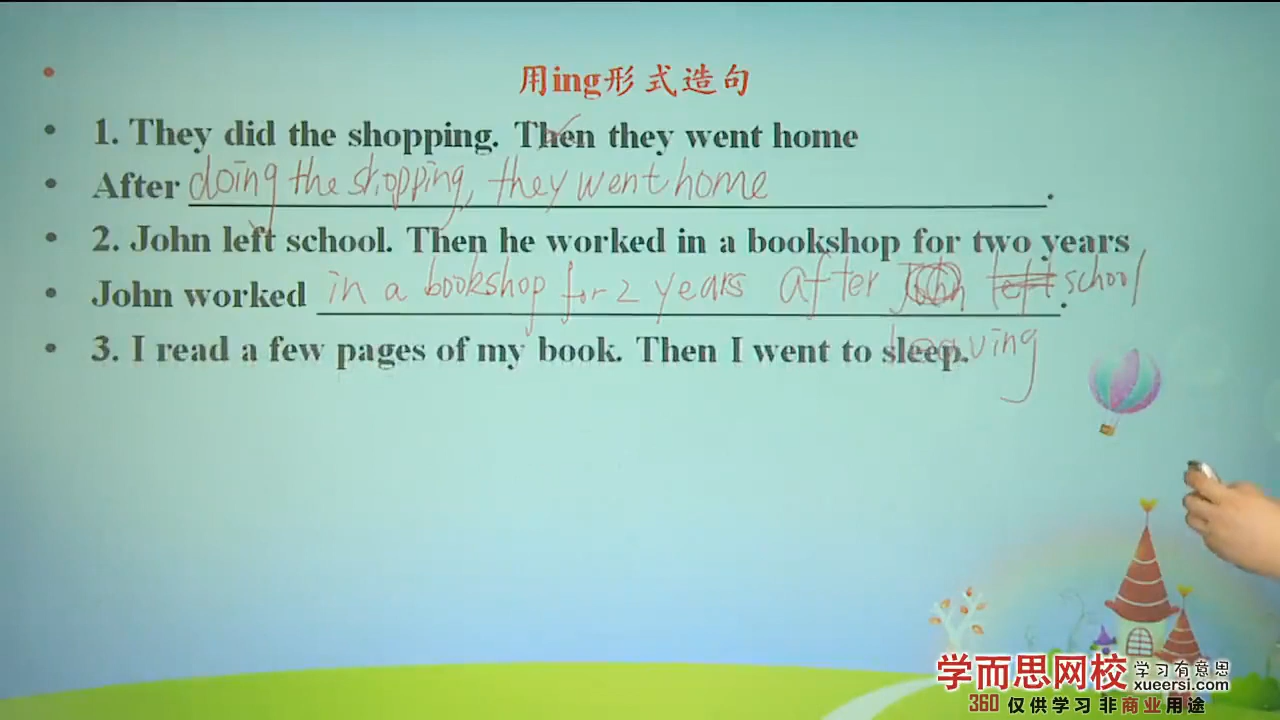 用ing形式造句
1. They did the shopping. Then they went home
After doing the shopping, they went home.
2. John left school. Then he worked in a bookshop for two years
John worked in a bookshop for 2 years after John left school.
leaving
3. I read a few pages of my book. Then I went to sleep.
学而思网校 学习有意思
xueersi.com
360 仅供学习 非商业用途